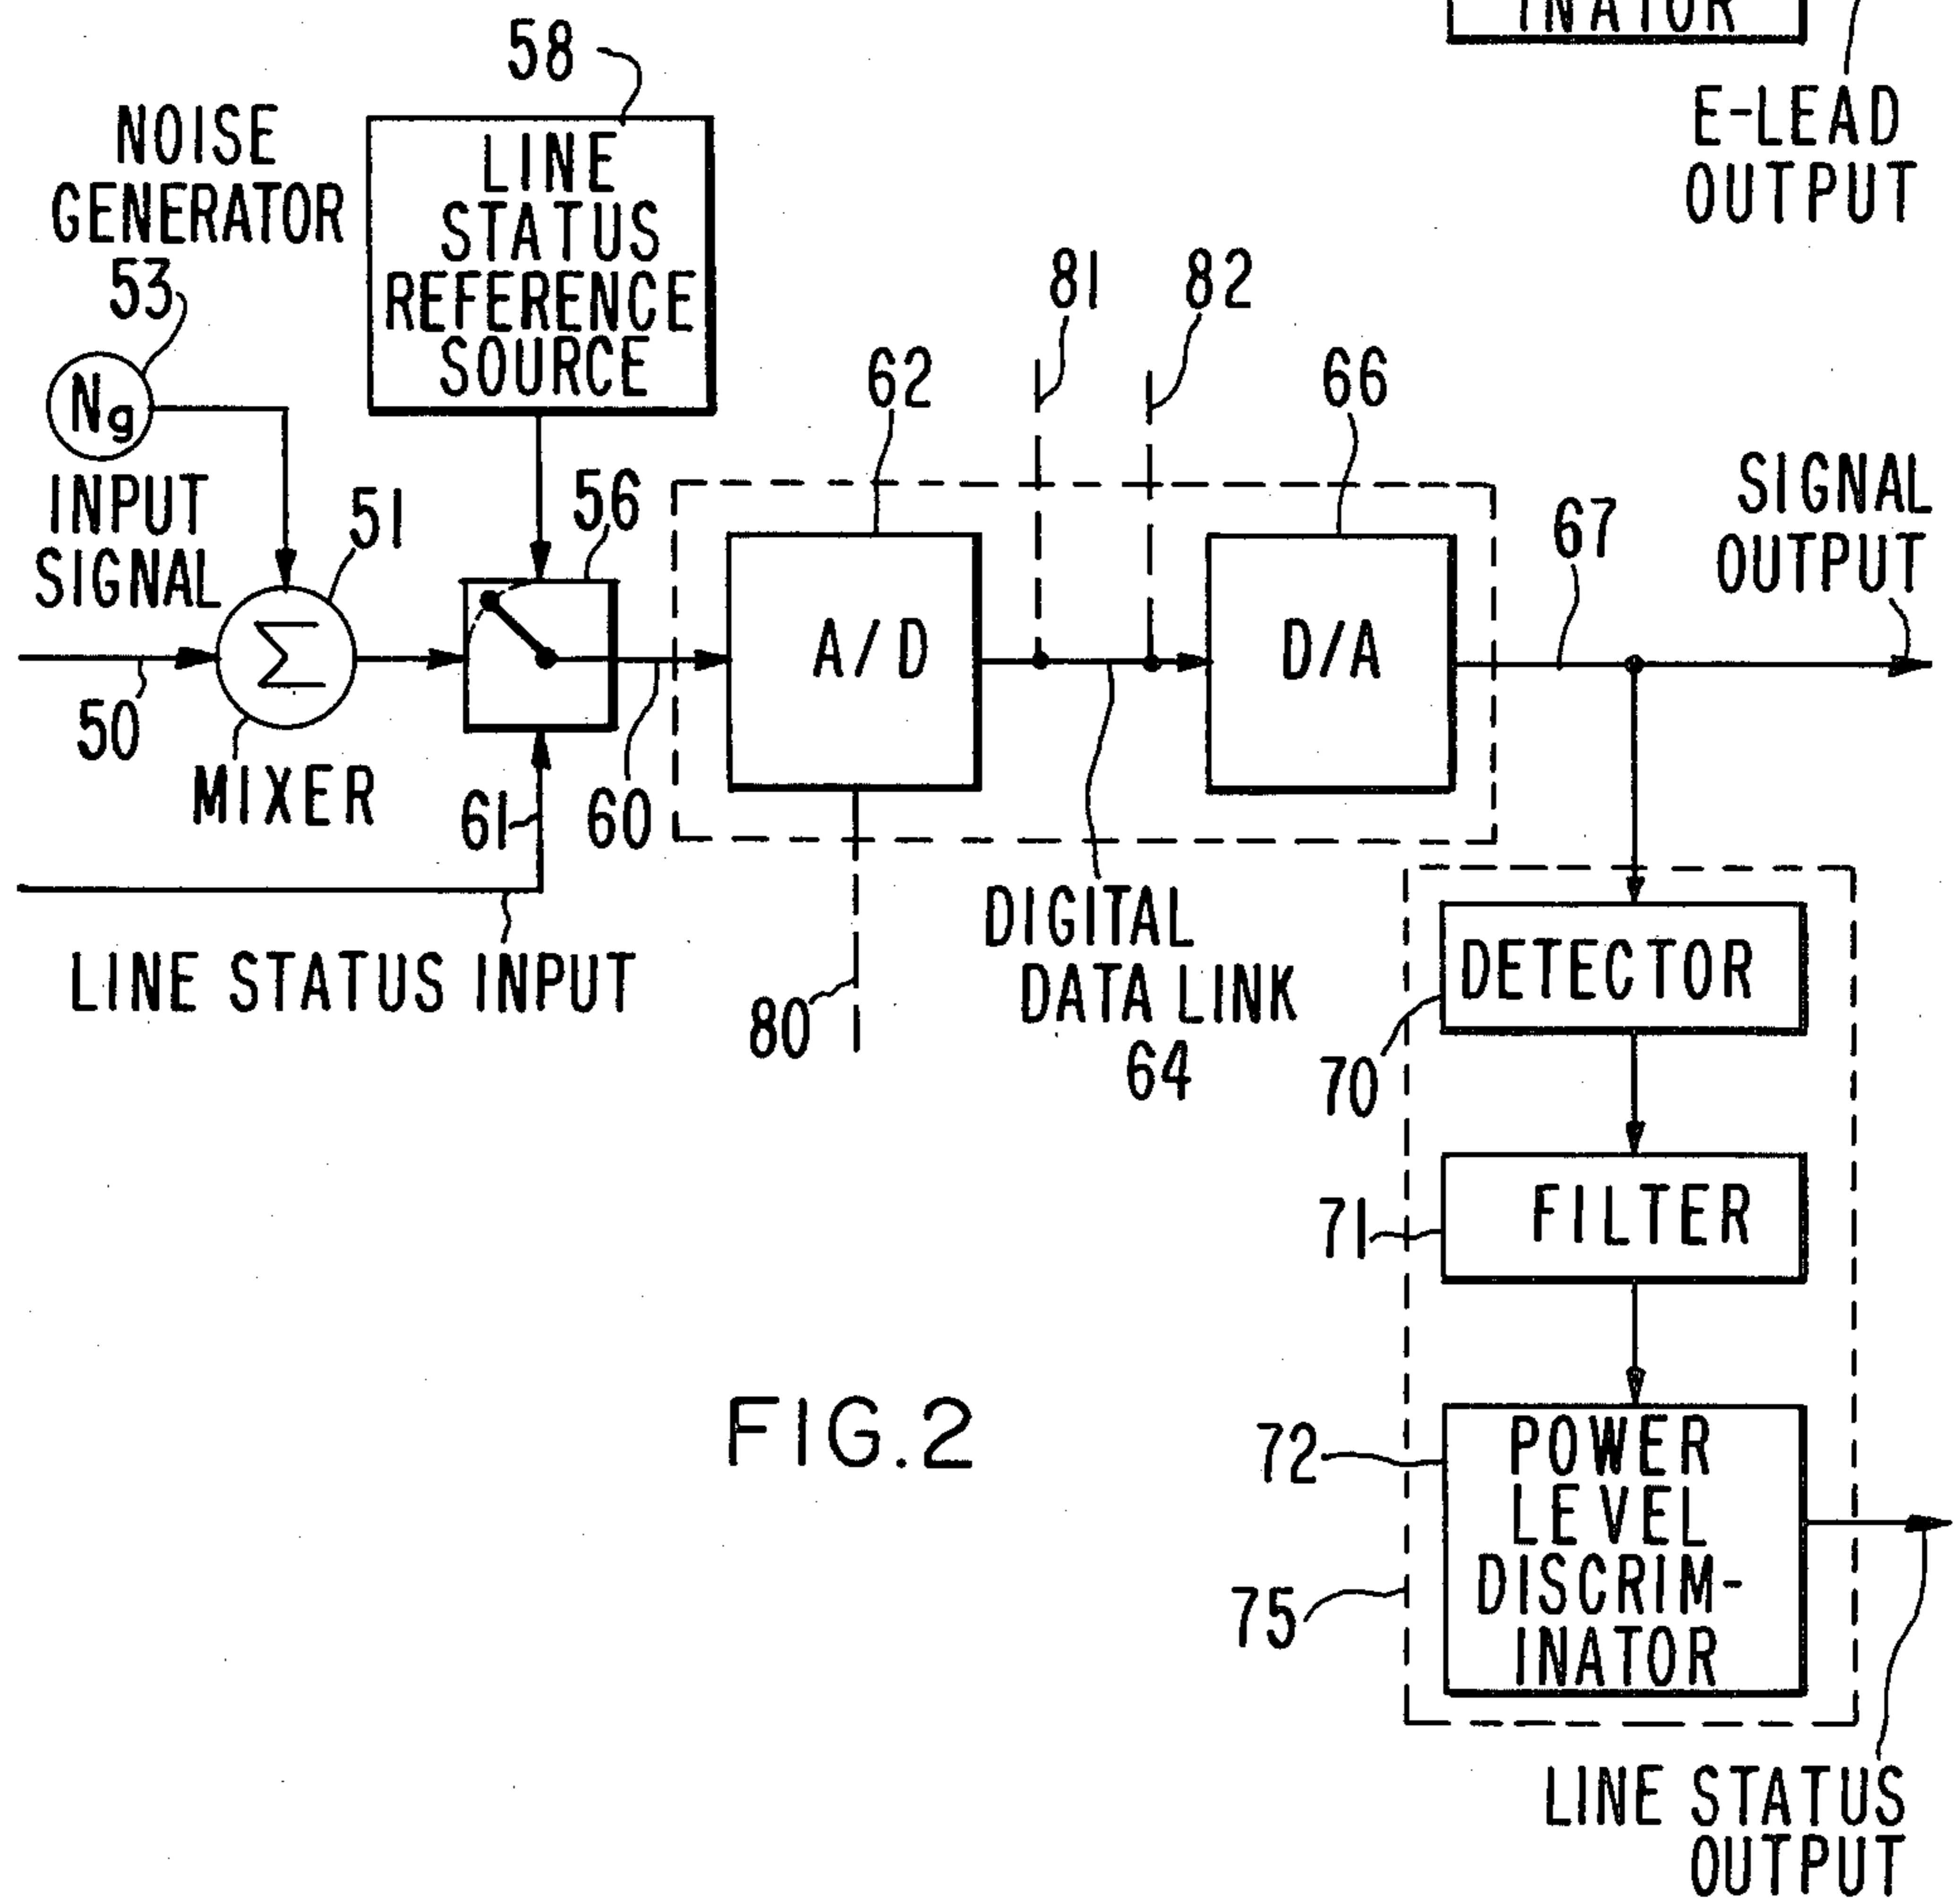 INATOR
E-LEAD
OUTPUT
58
NOISE
GENERATOR
53
LINE
STATUS
REFERENCE
SOURCE
Ng
INPUT
SIGNAL
51
56
Σ
50
MIXER
61
60
LINE STATUS INPUT
62
A/D
80
81
82
66
D/A
67
SIGNAL
OUTPUT
DIGITAL
DATA LINK
64
DETECTOR
70
FILTER
71
POWER
LEVEL
DISCRIM-
INATOR
72
75
LINE STATUS
OUTPUT
FIG.2